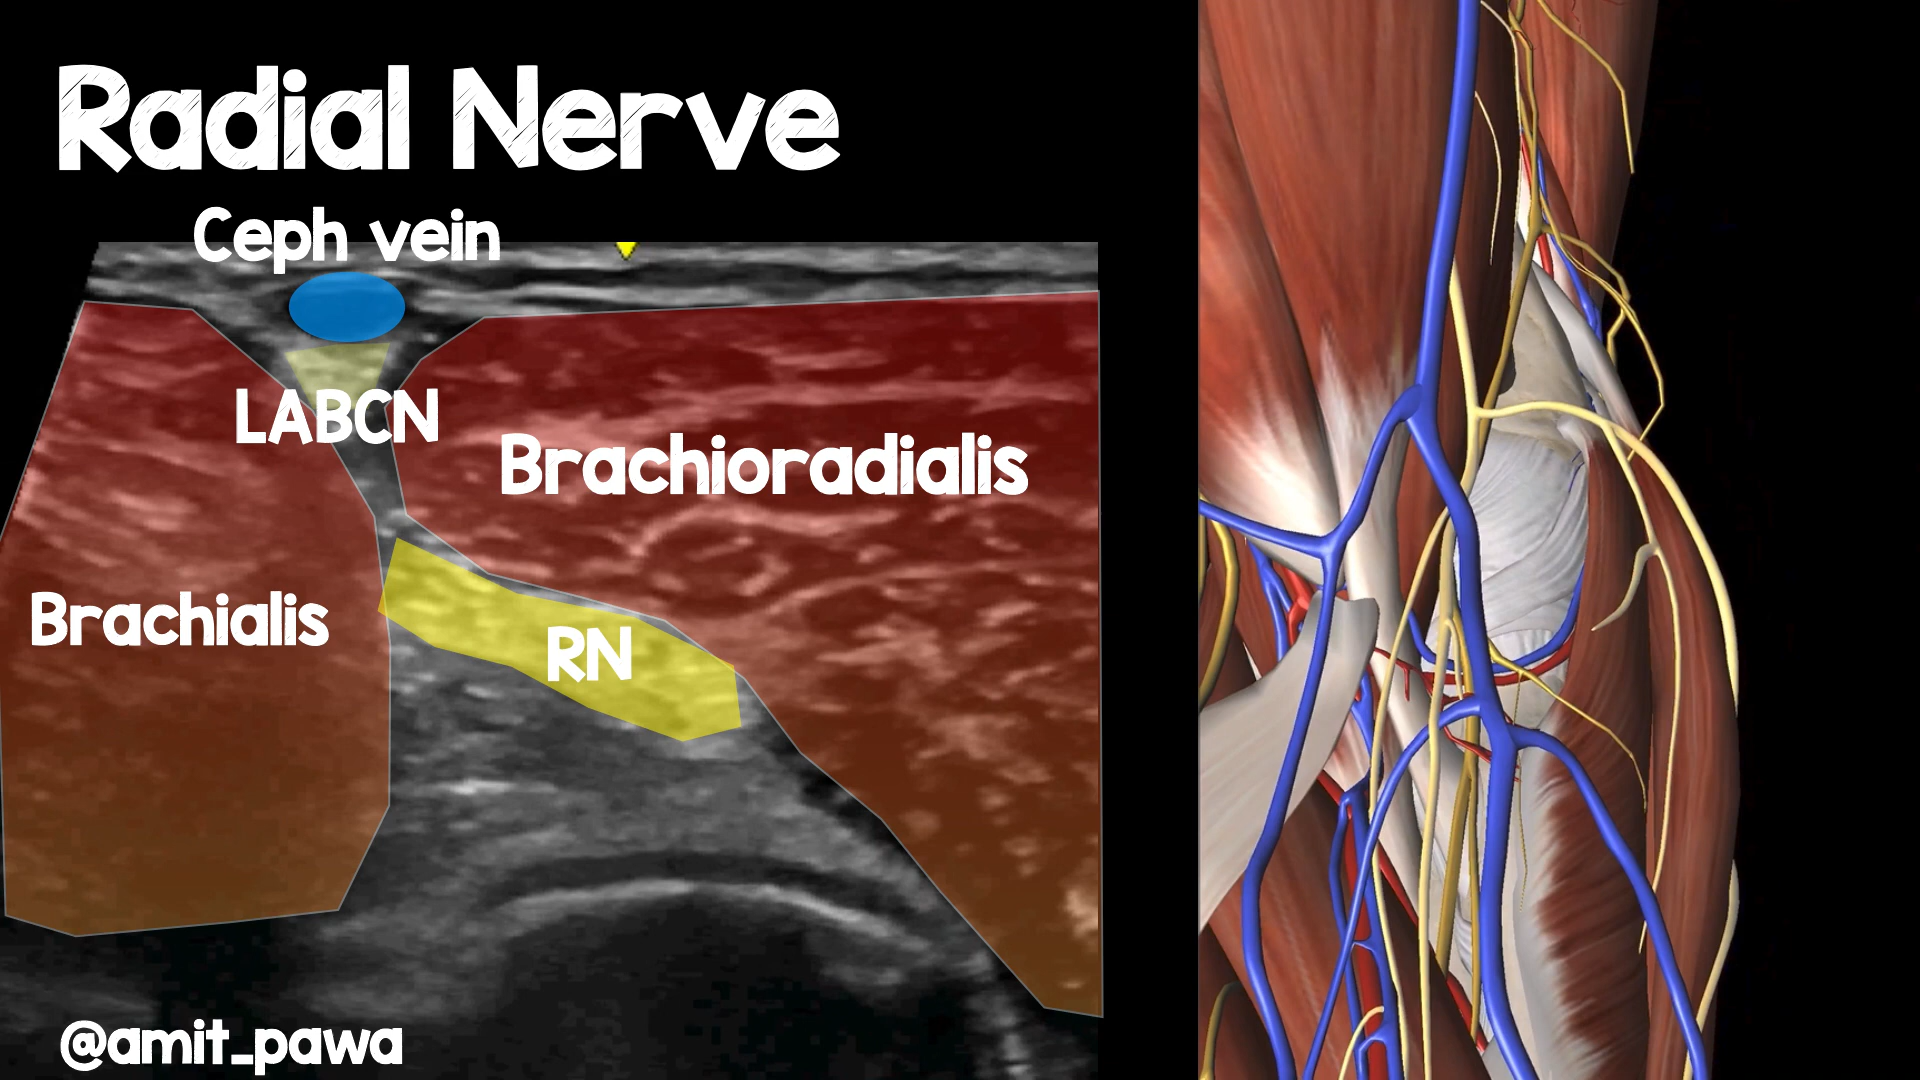 Radial Nerve
Ceph vein
LABCN
Brachioradialis
Brachialis
RN
@amit_pawa